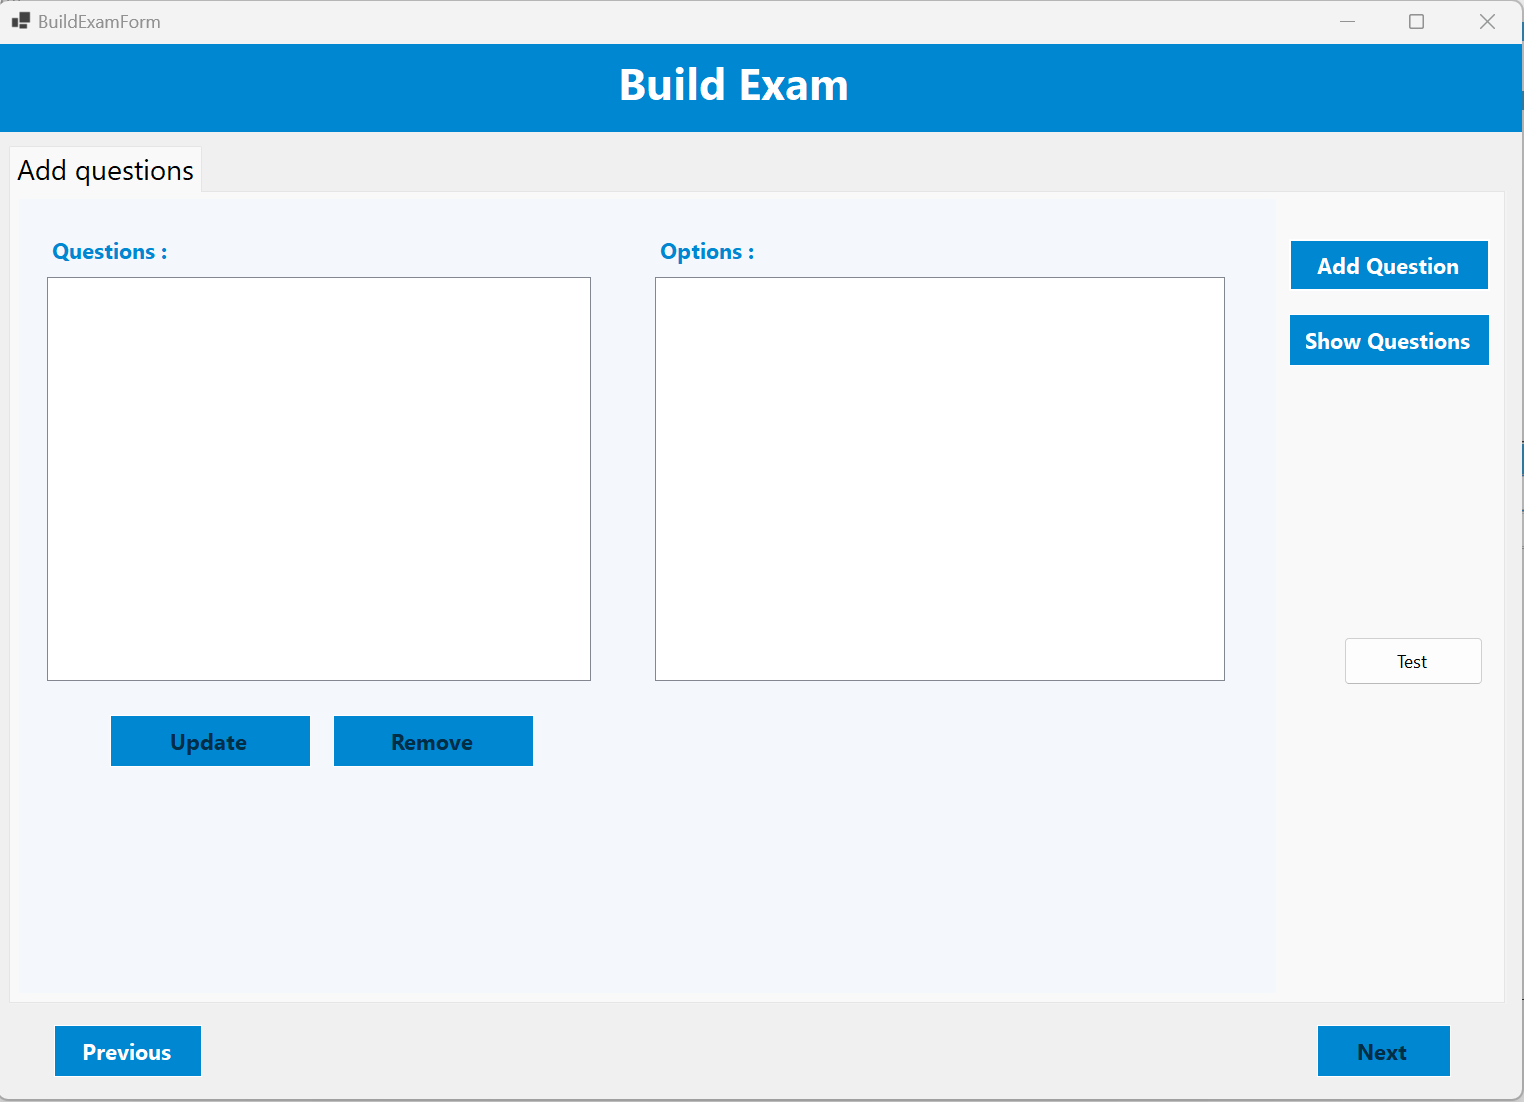 BuildExamForm
Build Exam
Add questions
Questions :
Options :
Add Question
Show Questions
Test
Update
Remove
Previous
Next